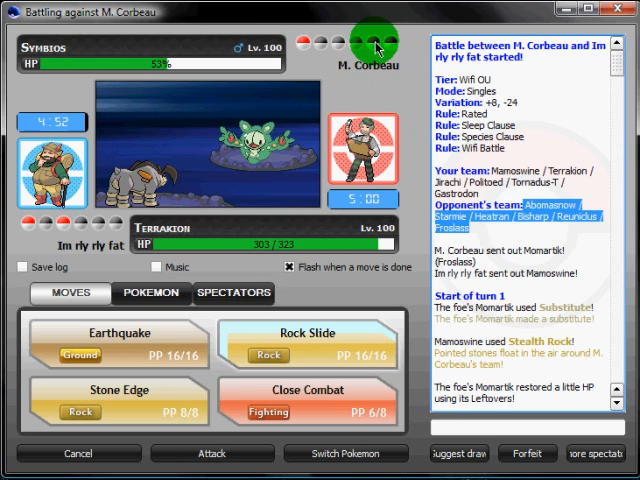 Battling against M. Corbeau
SYMBIOS ♂ Lv. 100
HP 53%
M. Corbeau
4:52
5:00
TERRAKION Lv. 100
HP 303 / 323
Im rly rly fat
Save log
Music
Flash when a move is done
MOVES
POKEMON
SPECTATORS
Earthquake
Ground PP 16/16
Rock Slide
Rock PP 16/16
Stone Edge
Rock PP 8/8
Close Combat
Fighting PP 6/8
Cancel
Attack
Switch Pokemon
Battle between M. Corbeau and Im
rly rly fat started!
Tier: Wifi OU
Mode: Singles
Variation: +8, -24
Rule: Rated
Rule: Sleep Clause
Rule: Species Clause
Rule: Wifi Battle
Your team: Mamoswine / Terrakion /
Jirachi / Politoed / Tornadus-T /
Gastrodon
Opponent's team: Abomasnow /
Starmie / Heatran / Bisharp / Reuniclus /
Froslass
M. Corbeau sent out Momartik!
(Froslass)
Im rly rly fat sent out Mamoswine!
Start of turn 1
The foe's Momartik used Substitute!
The foe's Momartik made a substitute!
Mamoswine used Stealth Rock!
Pointed stones float in the air around M.
Corbeau's team!
The foe's Momartik restored a little HP
using its Leftovers!
Suggest draw
Forfeit
ore spectat